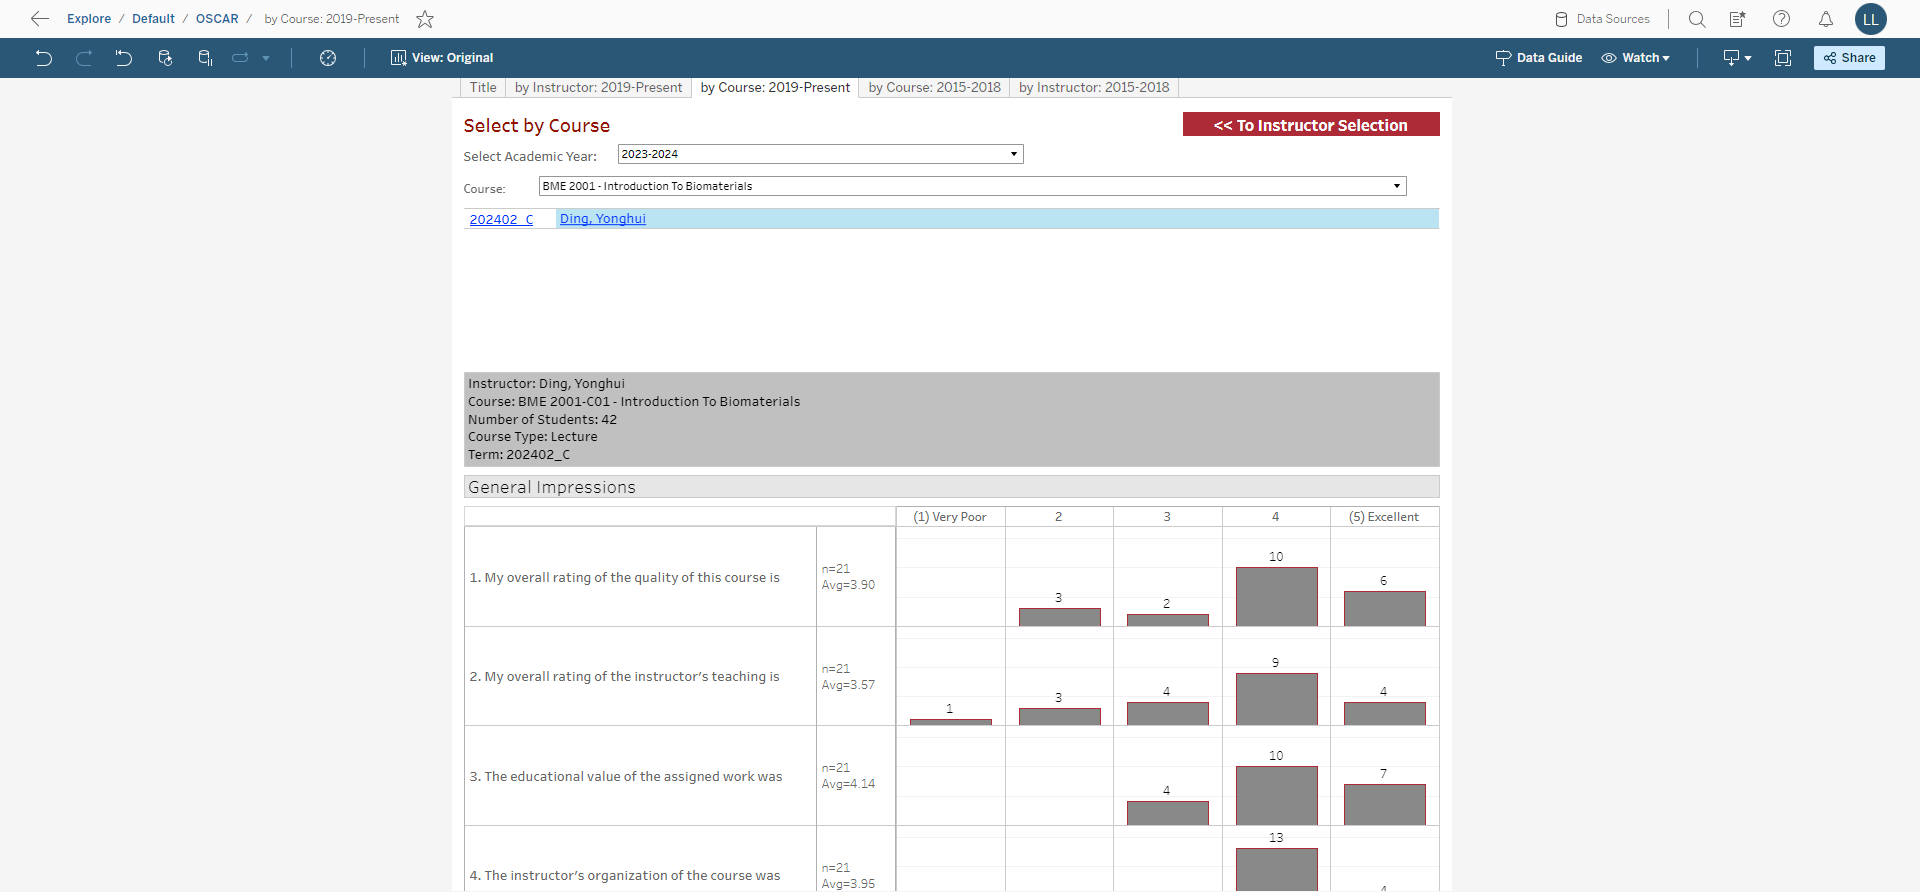 Explore / Default / OSCAR / by Course: 2019-Present
Data Sources
LL
View: Original
Data Guide
Watch
Share
Title
by Instructor: 2019-Present
by Course: 2019-Present
by Course: 2015-2018
by Instructor: 2015-2018
Select by Course
<< To Instructor Selection
Select Academic Year: 2023-2024
Course: BME 2001 - Introduction To Biomaterials
202402_C Ding, Yonghui
Instructor: Ding, Yonghui
Course: BME 2001-C01 - Introduction To Biomaterials
Number of Students: 42
Course Type: Lecture
Term: 202402_C
General Impressions
(1) Very Poor 2 3 4 (5) Excellent
1. My overall rating of the quality of this course is
n=21
Avg=3.90
3 2 10 6
2. My overall rating of the instructor's teaching is
n=21
Avg=3.57
1 3 4 9 4
3. The educational value of the assigned work was
n=21
Avg=4.14
4 10 7
4. The instructor's organization of the course was
n=21
Avg=3.95
13 4